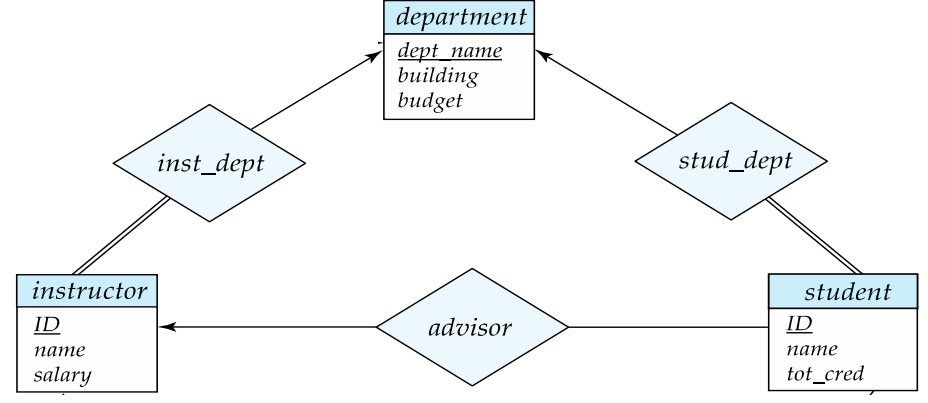 department
dept_name
building
budget
inst_dept
stud_dept
instructor
ID
name
salary
advisor
student
ID
name
tot_cred